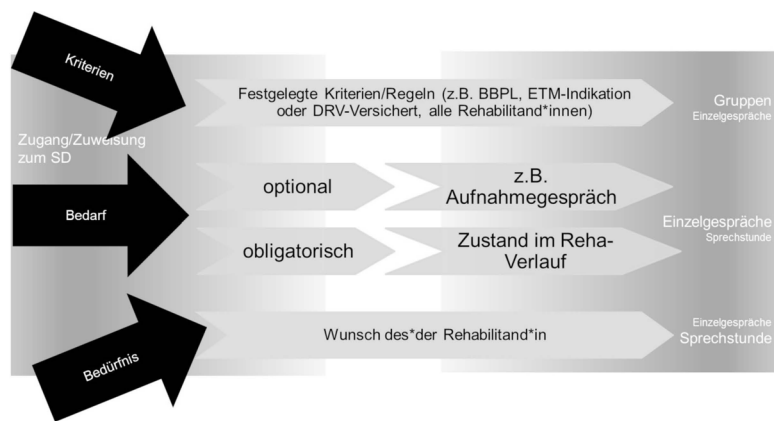 Kriterien
Festgelegte Kriterien/Regeln (z.B. BBPL, ETM-Indikation
oder DRV-Versichert, alle Rehabilitand*innen)
Gruppen
Einzelgespräche
Zugang/Zuweisung
zum SD
Bedarf
optional
z.B.
Aufnahmegespräch
obligatorisch
Zustand im Reha-
Verlauf
Einzelgespräche
Sprechstunde
Bedürfnis
Wunsch des*der Rehabilitand*in
Einzelgespräche
Sprechstunde